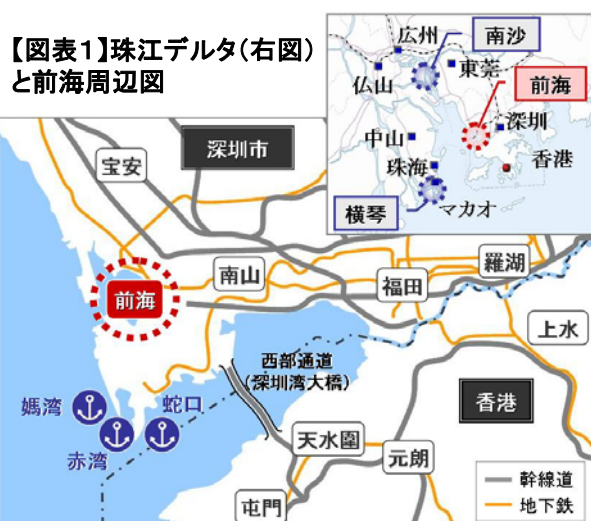 【図表1】珠江デルタ(右図)
と前海周辺図
広州
南沙
仏山
東莞
前海
中山
深圳
珠海
香港
横琴
マカオ
深圳市
宝安
南山
福田
羅湖
前海
上水
西部通道
(深圳湾大橋)
媽湾
蛇口
赤湾
香港
天水圍
元朗
屯門
幹線道
地下鉄